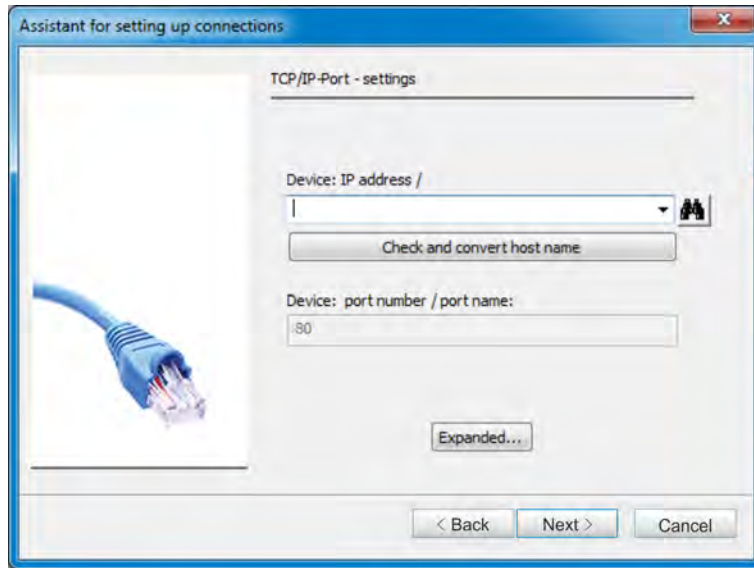 Assistant for setting up connections
TCP/IP-Port - settings
Device: IP address /
Check and convert host name
Device: port number / port name:
80
Expanded...
< Back
Next >
Cancel